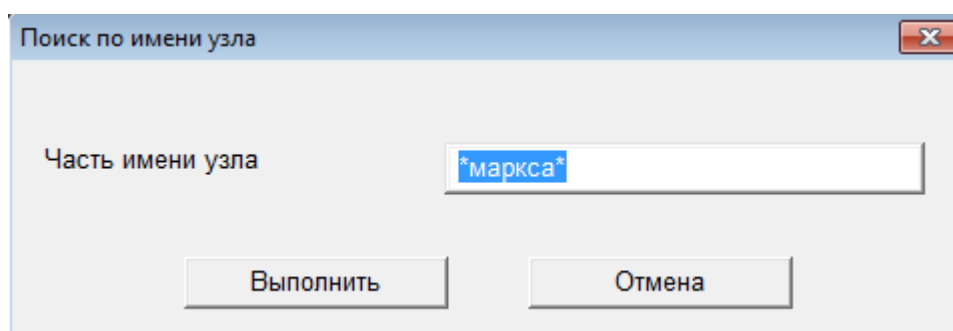 Поиск по имени узла
Часть имени узла *маркса*
Выполнить Отмена